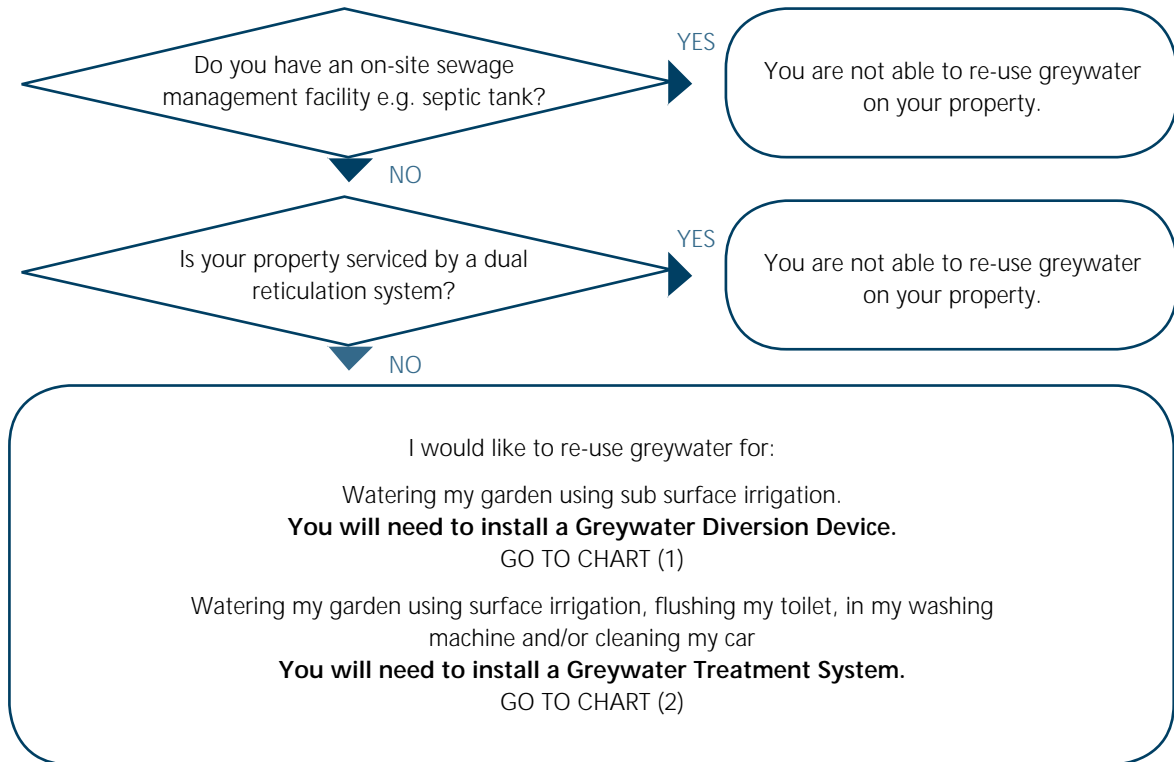 Do you have an on-site sewage
management facility e.g. septic tank?
YES
You are not able to re-use greywater
on your property.
NO
Is your property serviced by a dual
reticulation system?
YES
You are not able to re-use greywater
on your property.
NO
I would like to re-use greywater for:
Watering my garden using sub surface irrigation.
You will need to install a Greywater Diversion Device.
GO TO CHART (1)
Watering my garden using surface irrigation, flushing my toilet, in my washing
machine and/or cleaning my car
You will need to install a Greywater Treatment System.
GO TO CHART (2)